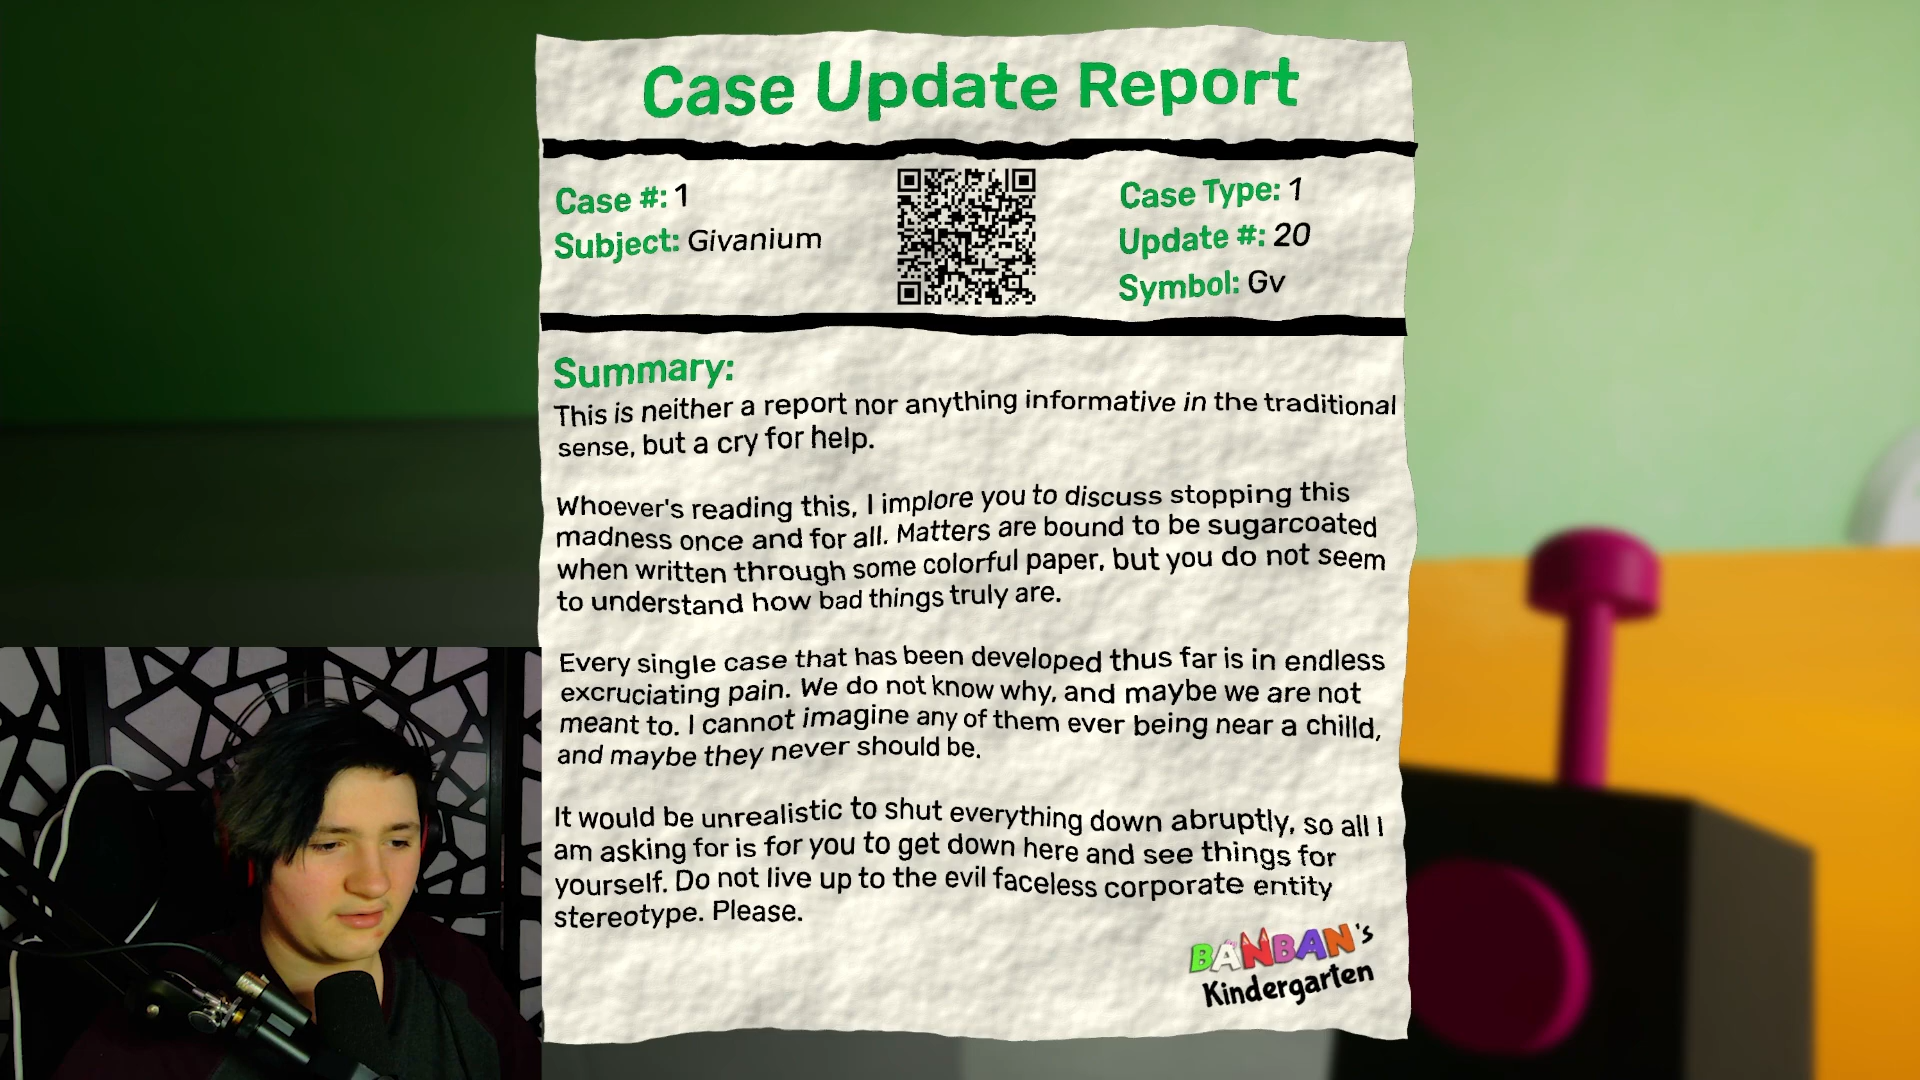 Case Update Report
Case #: 1
Subject: Givanium
Case Type: 1
Update #: 20
Symbol: Gv
Summary:
This is neither a report nor anything informative in the traditional
sense, but a cry for help.
Whoever's reading this, I implore you to discuss stopping this
madness once and for all. Matters are bound to be sugarcoated
when written through some colorful paper, but you do not seem
to understand how bad things truly are.
Every single case that has been developed thus far is in endless
excruciating pain. We do not know why, and maybe we are not
meant to. I cannot imagine any of them ever being near a chilld,
and maybe they never should be.
It would be unrealistic to shut everything down abruptly, so all I
am asking for is for you to get down here and see things for
yourself. Do not live up to the evil faceless corporate entity
stereotype. Please.
BANBAN's
Kindergarten